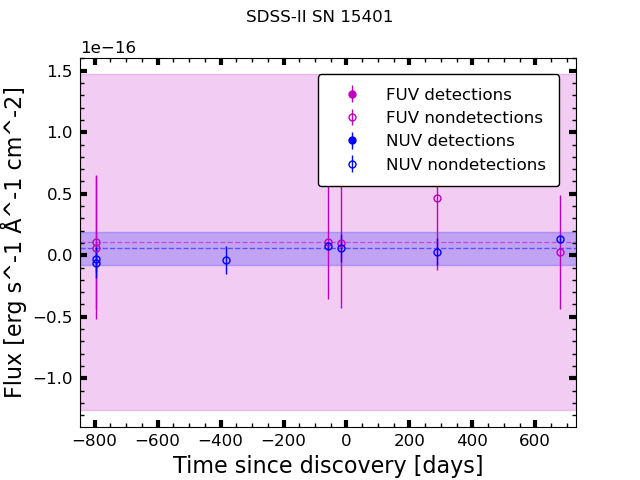 SDSS-II SN 15401
1e−16
1.5
1.0
0.5
0.0
−0.5
−1.0
Flux [erg s^-1 Å^-1 cm^-2]
FUV detections
FUV nondetections
NUV detections
NUV nondetections
−800 −600 −400 −200 0 200 400 600
Time since discovery [days]